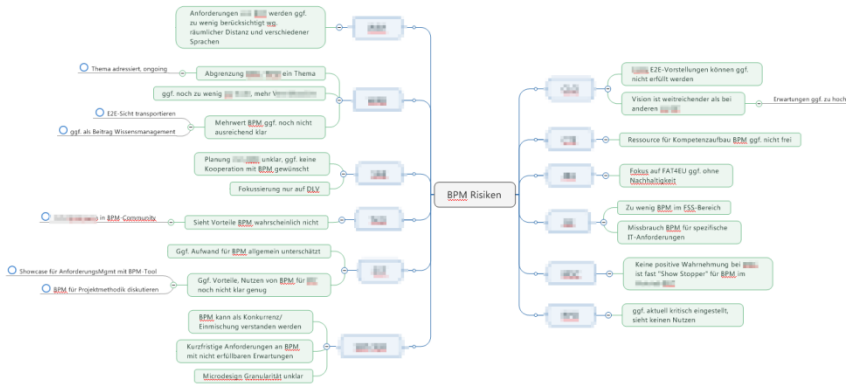 Anforderungen werden ggf.
zu wenig berücksichtigt wg.
räumlicher Distanz und verschiedener
Sprachen
Thema adressiert, ongoing
Abgrenzung ein Thema
ggf. noch zu wenig , mehr
E2E-Sicht transportieren
ggf. als Beitrag Wissensmanagement
Mehrwert BPM ggf. noch nicht
ausreichend klar
Planung unklar, ggf. keine
Kooperation mit BPM gewünscht
Fokussierung nur auf DLV
in BPM-Community
Sieht Vorteile BPM wahrscheinlich nicht
Ggf. Aufwand für BPM allgemein unterschätzt
Showcase für AnforderungsMgmt mit BPM-Tool
BPM für Projektmethodik diskutieren
Ggf. Vorteile, Nutzen von BPM für
noch nicht klar genug
BPM kann als Konkurrenz/
Einmischung verstanden werden
Kurzfristige Anforderungen an BPM
mit nicht erfüllbaren Erwartungen
Microdesign Granularität unklar
BPM Risiken
E2E-Vorstellungen können ggf.
nicht erfüllt werden
Vision ist weitreichender als bei
anderen
Erwartungen ggf. zu hoch
Ressource für Kompetenzaufbau BPM ggf. nicht frei
Fokus auf FAT4EU ggf. ohne
Nachhaltigkeit
Zu wenig BPM im FSS-Bereich
Missbrauch BPM für spezifische
IT-Anforderungen
Keine positive Wahrnehmung bei
ist fast "Show Stopper" für BPM im
ggf. aktuell kritisch eingestellt,
sieht keinen Nutzen